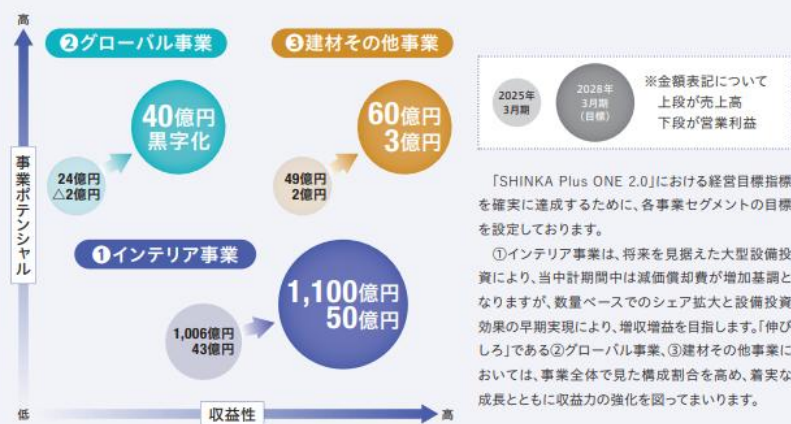 高
❷グローバル事業
❸建材その他事業
40億円
黒字化
24億円
△2億円
60億円
3億円
49億円
2億円
事業ポテンシャル
❶インテリア事業
1,100億円
50億円
1,006億円
43億円
低
収益性
高
2025年
3月期
2028年
3月期
(目標)
※金額表記について
上段が売上高
下段が営業利益
「SHINKA Plus ONE 2.0」における経営目標指標
を確実に達成するために、各事業セグメントの目標
を設定しております。
①インテリア事業は、将来を見据えた大型設備投
資により、当中計期間中は減価償却費が増加基調と
なりますが、数量ベースでのシェア拡大と設備投資
効果の早期実現により、増収増益を目指します。「伸び
しろ」である②グローバル事業、③建材その他事業に
おいては、事業全体で見た構成割合を高め、着実な
成長とともに収益力の強化を図ってまいります。